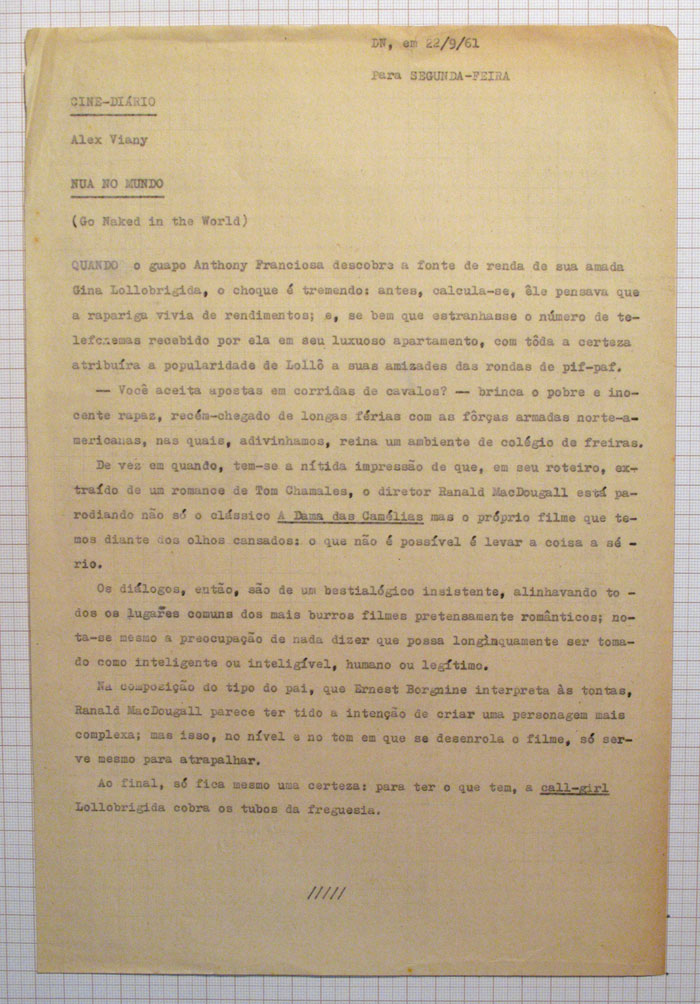 DN, em 22/9/61
Para SEGUNDA-FEIRA
CINE-DIÁRIO
Alex Viany
NUA NO MUNDO
(Go Naked in the World)
QUANDO o guapo Anthony Franciosa descobre a fonte de renda de sua amada
Gina Lollobrigida, o choque é tremendo: antes, calcula-se, êle pensava que
a rapariga vivia de rendimentos; e, se bem que estranhasse o número de te-
lefonemas recebido por ela em seu luxuoso apartamento, com tôda a certeza
atribuíra a popularidade de Lollô a suas amizades das rondas de pif-paf.
— Você aceita apostas em corridas de cavalos? — brinca o pobre e ino-
cente rapaz, recém-chegado de longas férias com as fôrças armadas norte-a-
mericanas, nas quais, adivinhamos, reina um ambiente de colégio de freiras.
De vez em quando, tem-se a nítida impressão de que, em seu roteiro, ex-
traído de um romance de Tom Chamales, o diretor Ranald MacDougall está pa-
rodiando não só o clássico A Dama das Camélias mas o próprio filme que te-
mos diante dos olhos cansados: o que não é possível é levar a coisa a sé -
rio.
Os diálogos, então, são de um bestialógico insistente, alinhavando to -
dos os lugares comuns dos mais burros filmes pretensamente românticos; no-
ta-se mesmo a preocupação de nada dizer que possa longinquamente ser toma-
do como inteligente ou inteligível, humano ou legítimo.
Na composição do tipo do pai, que Ernest Borgnine interpreta às tontas,
Ranald MacDougall parece ter tido a intenção de criar uma personagem mais
complexa; mas isso, no nível e no tom em que se desenrola o filme, só ser-
ve mesmo para atrapalhar.
Ao final, só fica mesmo uma certeza: para ter o que tem, a call-girl
Lollobrigida cobra os tubos da freguesia.
/////